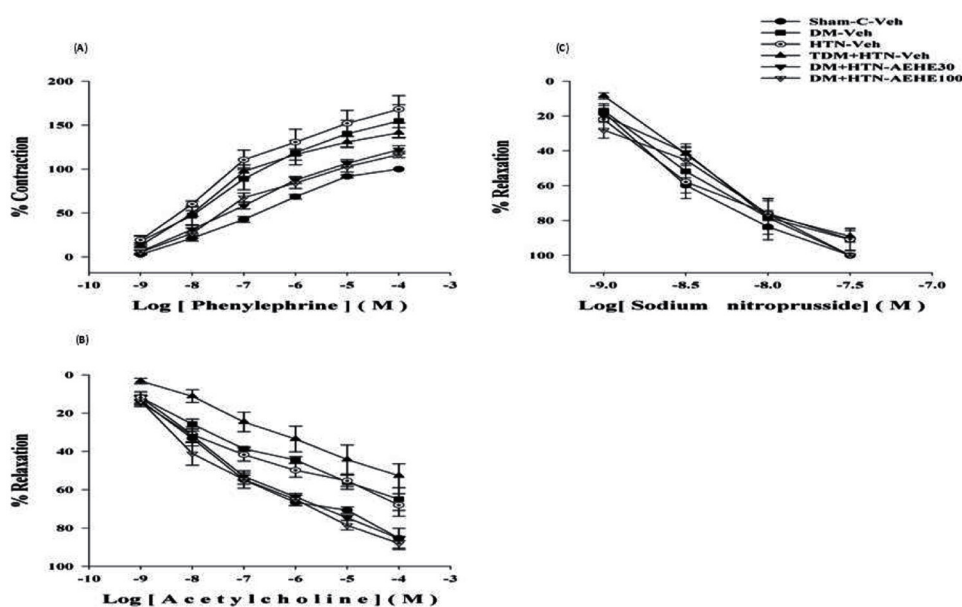 (A)
% Contraction
200
150
100
50
0
-10 -9 -8 -7 -6 -5 -4 -3
Log [ Phenylephrine] ( M )
(C)
Sham-C-Veh
DM-Veh
HTN-Veh
TDM+HTN-Veh
DM+HTN-AEHE30
DM+HTN-AEHE100
% Relaxation
20
40
60
80
100
-9.0 -8.5 -8.0 -7.5 -7.0
Log[ Sodium nitroprusside] ( M )
(B)
% Relaxation
0
20
40
60
80
100
-10 -9 -8 -7 -6 -5 -4 -3
Log [ Acetylcholine] ( M )